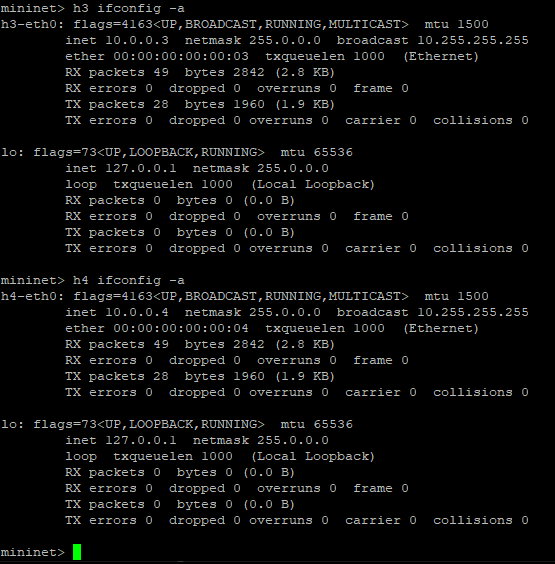 mininet> h3 ifconfig -a
h3-eth0: flags=4163<UP,BROADCAST,RUNNING,MULTICAST>  mtu 1500
        inet 10.0.0.3  netmask 255.0.0.0  broadcast 10.255.255.255
        ether 00:00:00:00:00:03  txqueuelen 1000  (Ethernet)
        RX packets 49  bytes 2842 (2.8 KB)
        RX errors 0  dropped 0  overruns 0  frame 0
        TX packets 28  bytes 1960 (1.9 KB)
        TX errors 0  dropped 0 overruns 0  carrier 0  collisions 0

lo: flags=73<UP,LOOPBACK,RUNNING>  mtu 65536
        inet 127.0.0.1  netmask 255.0.0.0
        loop  txqueuelen 1000  (Local Loopback)
        RX packets 0  bytes 0 (0.0 B)
        RX errors 0  dropped 0  overruns 0  frame 0
        TX packets 0  bytes 0 (0.0 B)
        TX errors 0  dropped 0 overruns 0  carrier 0  collisions 0

mininet> h4 ifconfig -a
h4-eth0: flags=4163<UP,BROADCAST,RUNNING,MULTICAST>  mtu 1500
        inet 10.0.0.4  netmask 255.0.0.0  broadcast 10.255.255.255
        ether 00:00:00:00:00:04  txqueuelen 1000  (Ethernet)
        RX packets 49  bytes 2842 (2.8 KB)
        RX errors 0  dropped 0  overruns 0  frame 0
        TX packets 28  bytes 1960 (1.9 KB)
        TX errors 0  dropped 0 overruns 0  carrier 0  collisions 0

lo: flags=73<UP,LOOPBACK,RUNNING>  mtu 65536
        inet 127.0.0.1  netmask 255.0.0.0
        loop  txqueuelen 1000  (Local Loopback)
        RX packets 0  bytes 0 (0.0 B)
        RX errors 0  dropped 0  overruns 0  frame 0
        TX packets 0  bytes 0 (0.0 B)
        TX errors 0  dropped 0 overruns 0  carrier 0  collisions 0

mininet>